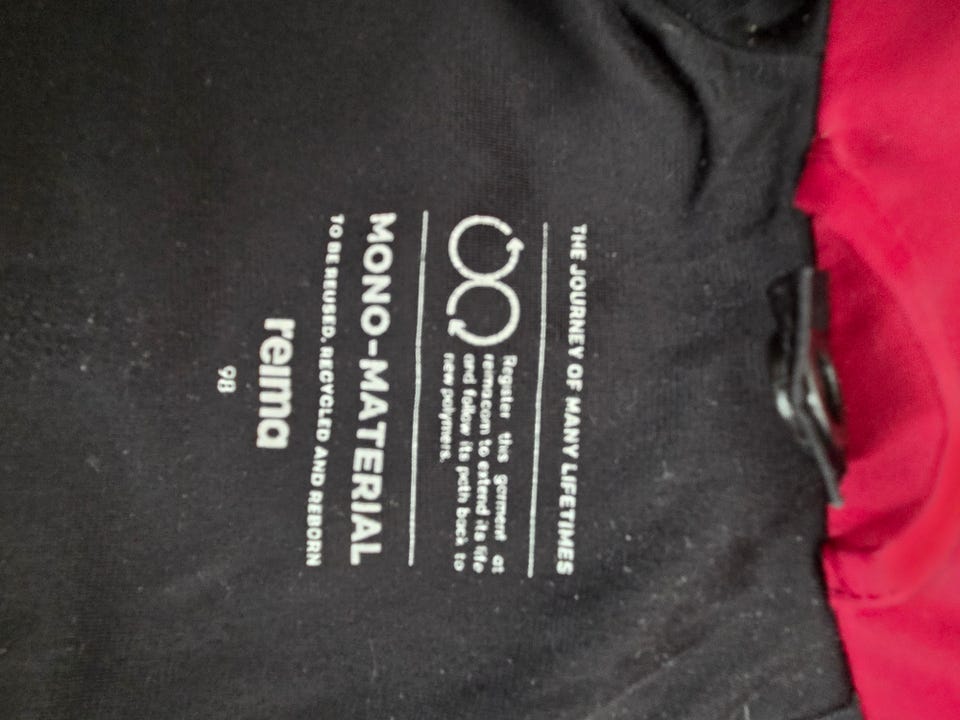 THE JOURNEY OF MANY LIFETIMES
Register this garment at
reima.com to extend its life
and follow its path back to
new polymers.
MONO-MATERIAL
TO BE REUSED, RECYCLED AND REBORN
reima
98